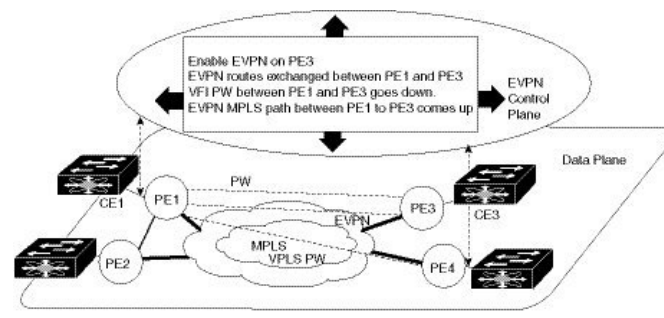 Enable EVPN on PE3
EVPN routes exchanged between PE1 and PE3
VFI PW between PE1 and PE3 goes down.
EVPN MPLS path between PE1 to PE3 comes up
EVPN
Control
Plane
Data Plane
PW
CE1
PE1
PE3
CE3
EVPN
MPLS
VPLS PW
PE2
PE4